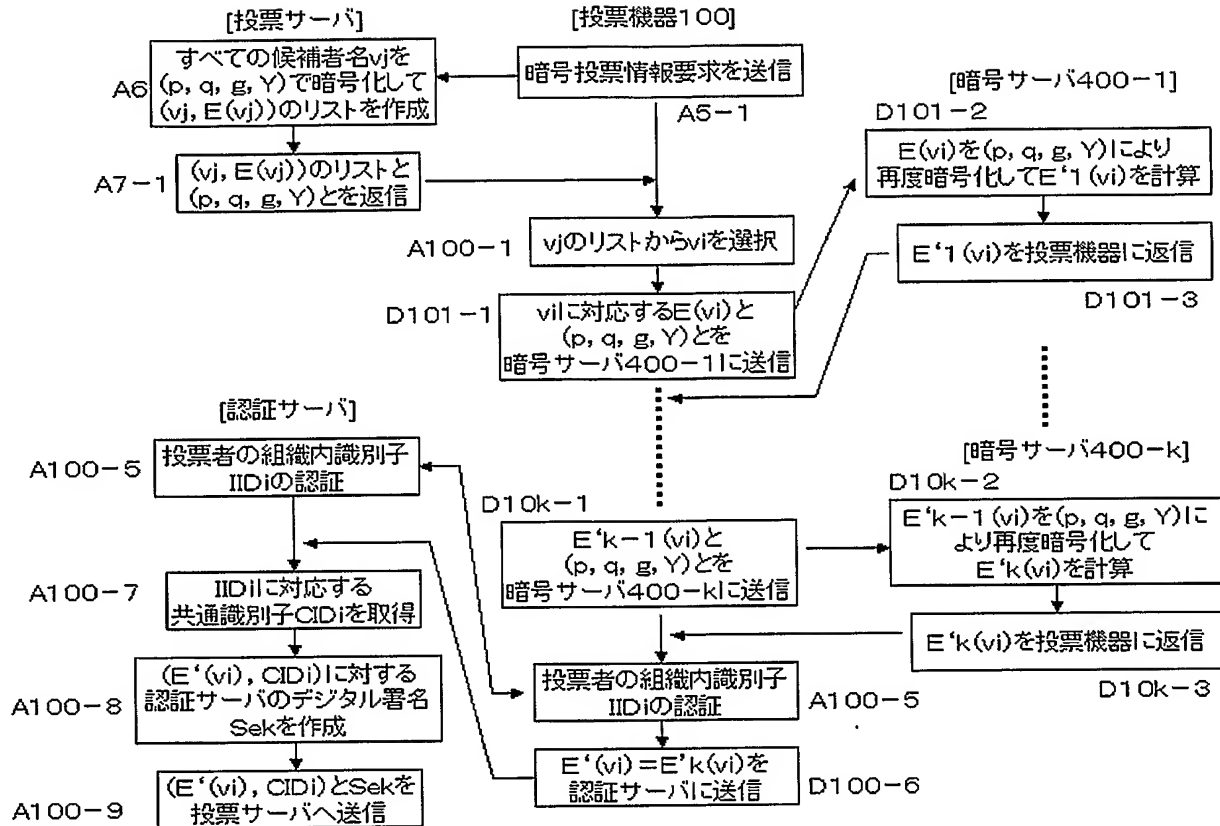 [投票サーバ]
[投票機器100]
A6
すべての候補者名vjを
(p, q, g, Y)で暗号化して
(vj, E(vj))のリストを作成
暗号投票情報要求を送信
A5-1
A7-1
(vj, E(vj))のリストと
(p, q, g, Y)とを返信
[暗号サーバ400-1]
D101-2
E(vi)を(p, q, g, Y)により
再度暗号化してE‘1(vi)を計算
E‘1(vi)を投票機器に返信
D101-3
A100-1
vjのリストからviを選択
D101-1
viに対応するE(vi)と
(p, q, g, Y)とを
暗号サーバ400-1に送信
[認証サーバ]
A100-5
投票者の組織内識別子
IIDiの認証
[暗号サーバ400-k]
D10k-2
E‘k-1(vi)を(p, q, g, Y)に
より再度暗号化して
E‘k(vi)を計算
E‘k(vi)を投票機器に返信
D10k-3
D10k-1
E‘k-1(vi)と
(p, q, g, Y)とを
暗号サーバ400-kに送信
A100-7
IIDiに対応する
共通識別子CIDiを取得
投票者の組織内識別子
IIDiの認証
A100-5
A100-8
(E‘(vi), CIDi)に対する
認証サーバのデジタル署名
Sekを作成
E‘(vi)=E’k(vi)を
認証サーバに送信
D100-6
A100-9
(E‘(vi), CIDi)とSekを
投票サーバへ送信